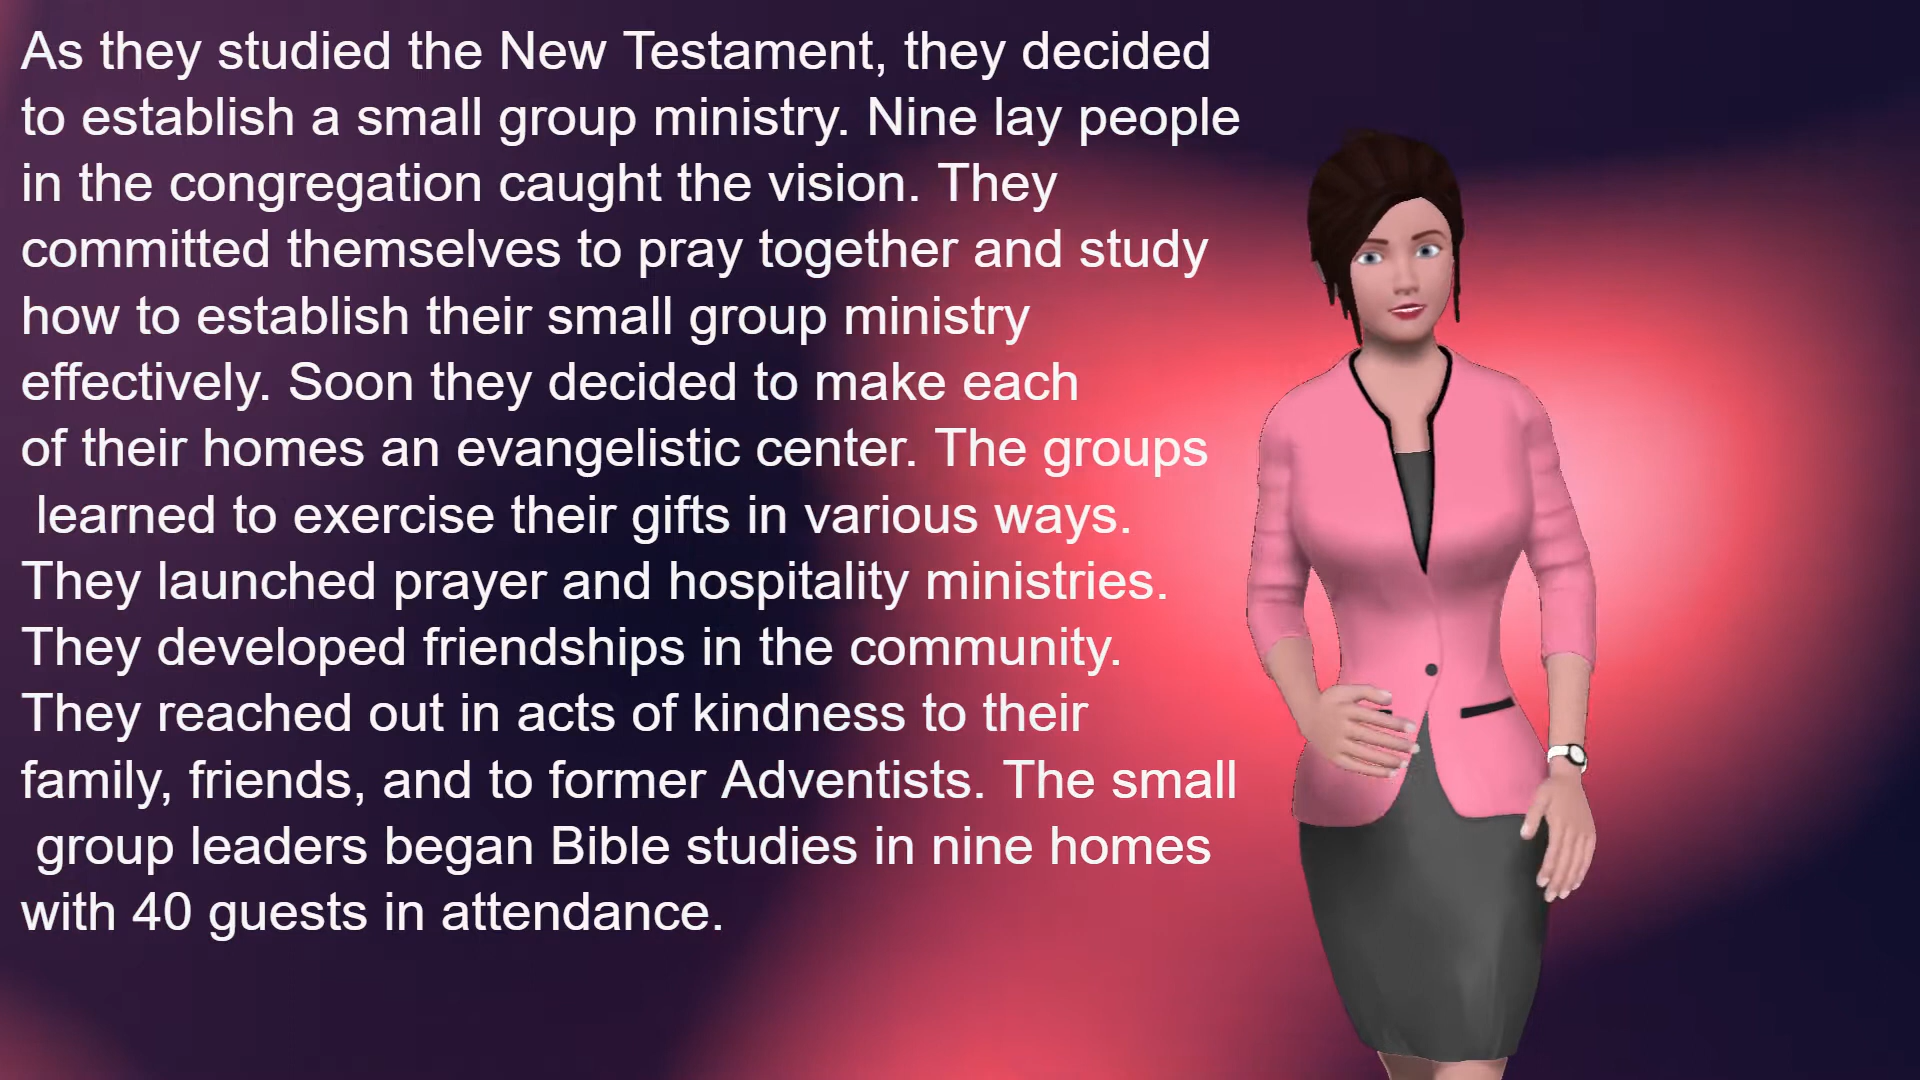 As they studied the New Testament, they decided
to establish a small group ministry. Nine lay people
in the congregation caught the vision. They
committed themselves to pray together and study
how to establish their small group ministry
effectively. Soon they decided to make each
of their homes an evangelistic center. The groups
learned to exercise their gifts in various ways.
They launched prayer and hospitality ministries.
They developed friendships in the community.
They reached out in acts of kindness to their
family, friends, and to former Adventists. The small
group leaders began Bible studies in nine homes
with 40 guests in attendance.